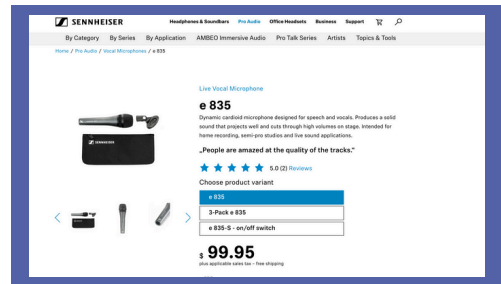 SENNHEISER
Headphones & Soundbars Pro Audio Office Headsets Business Support
By Category By Series By Application AMBEO Immersive Audio Pro Talk Series Artists Topics & Tools
Home / Pro Audio / Vocal Microphones / e 835
Live Vocal Microphone
e 835
Dynamic cardioid microphone designed for speech and vocals. Produces a solid
sound that projects well and cuts through high volumes on stage. Intended for
home recording, semi-pro studios and live sound applications.
„People are amazed at the quality of the tracks."
5.0 (2) Reviews
Choose product variant
e 835
3-Pack e 835
e 835-S - on/off switch
$ 99.95
plus applicable sales tax – free shipping
SENNHEISER